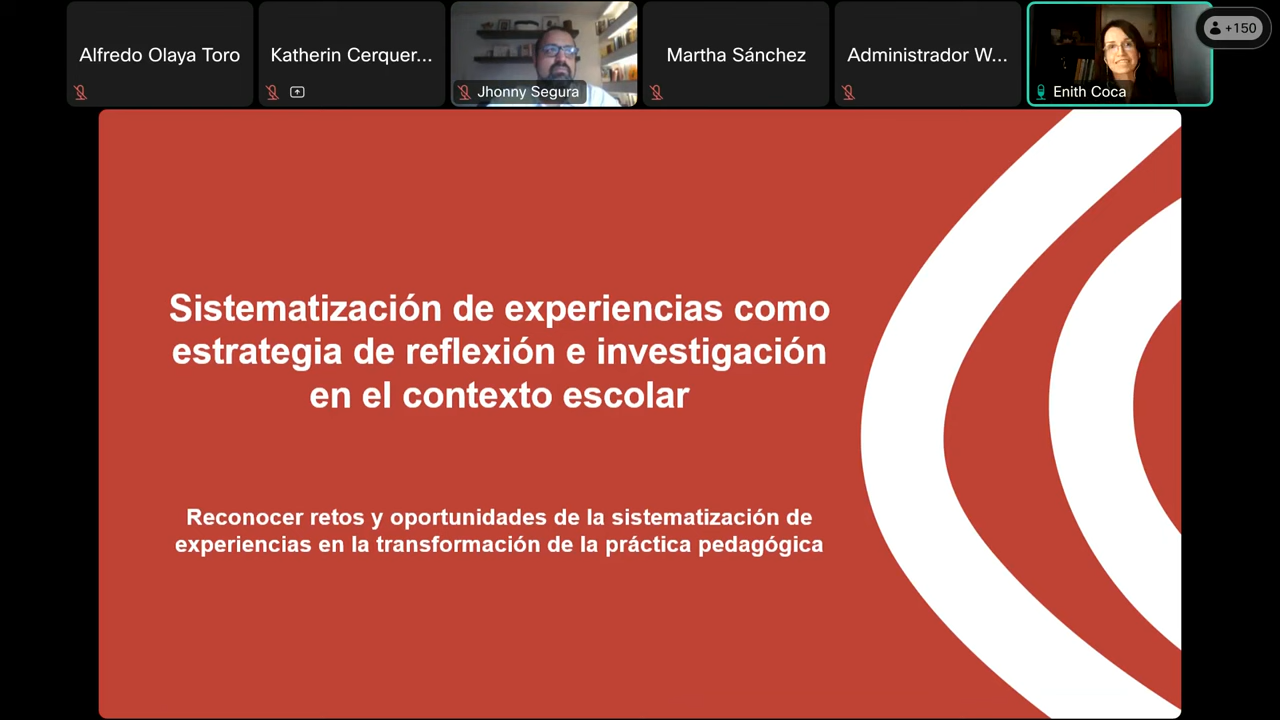 Alfredo Olaya Toro
Katherin Cerquer...
Jhonny Segura
Martha Sánchez
Administrador W...
Enith Coca
+150
Sistematización de experiencias como
estrategia de reflexión e investigación
en el contexto escolar
Reconocer retos y oportunidades de la sistematización de
experiencias en la transformación de la práctica pedagógica